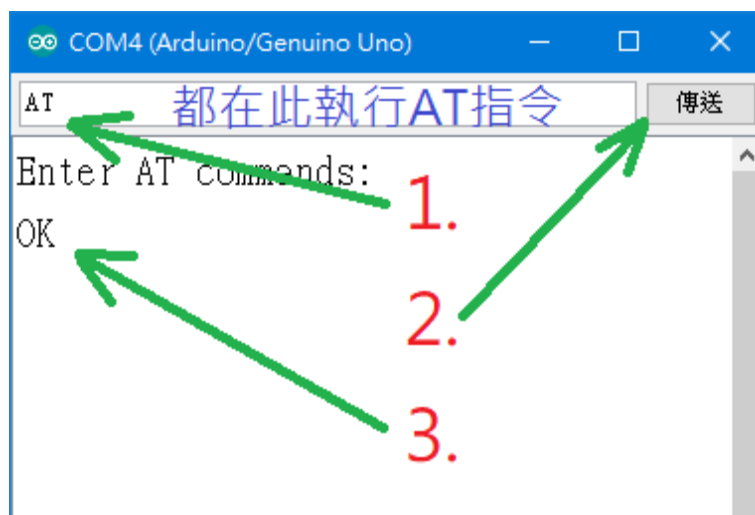 COM4 (Arduino/Genuino Uno)
AT
都在此執行AT指令
傳送
Enter AT commands:
1.
OK
2.
3.